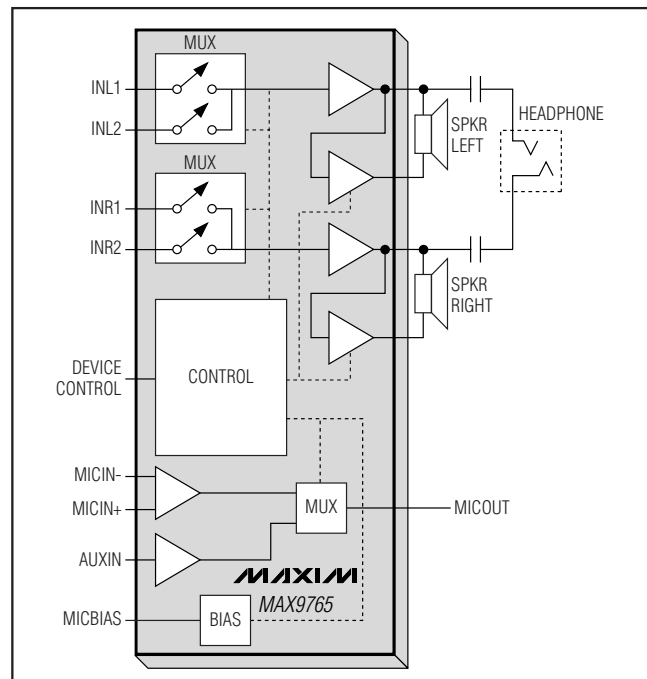 MUX
INL1
INL2
MUX
INR1
INR2
SPKR
LEFT
HEADPHONE
SPKR
RIGHT
DEVICE
CONTROL
CONTROL
MICIN-
MICIN+
MUX
MICOUT
AUXIN
MAXIM
MAX9765
MICBIAS
BIAS